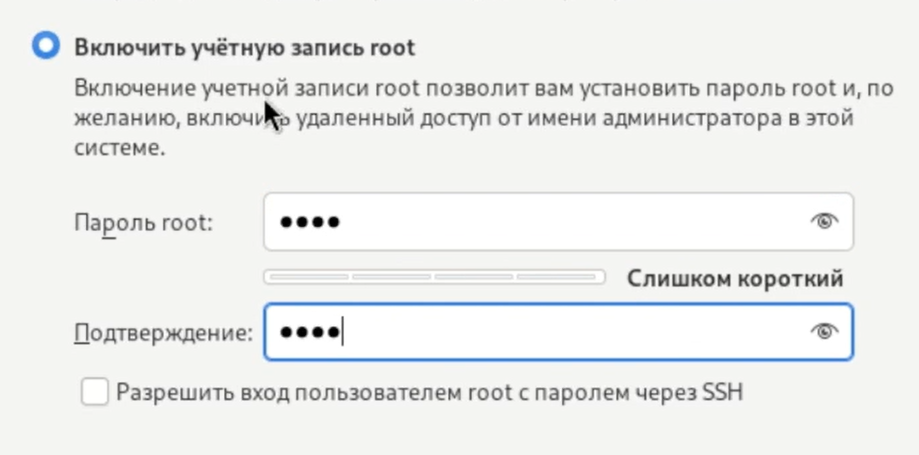 Включить учётную запись root
Включение учетной записи root позволит вам установить пароль root и, по
желанию, включить удаленный доступ от имени администратора в этой
системе.
Пароль root: ••••
Слишком короткий
Подтверждение: ••••
Разрешить вход пользователем root с паролем через SSH